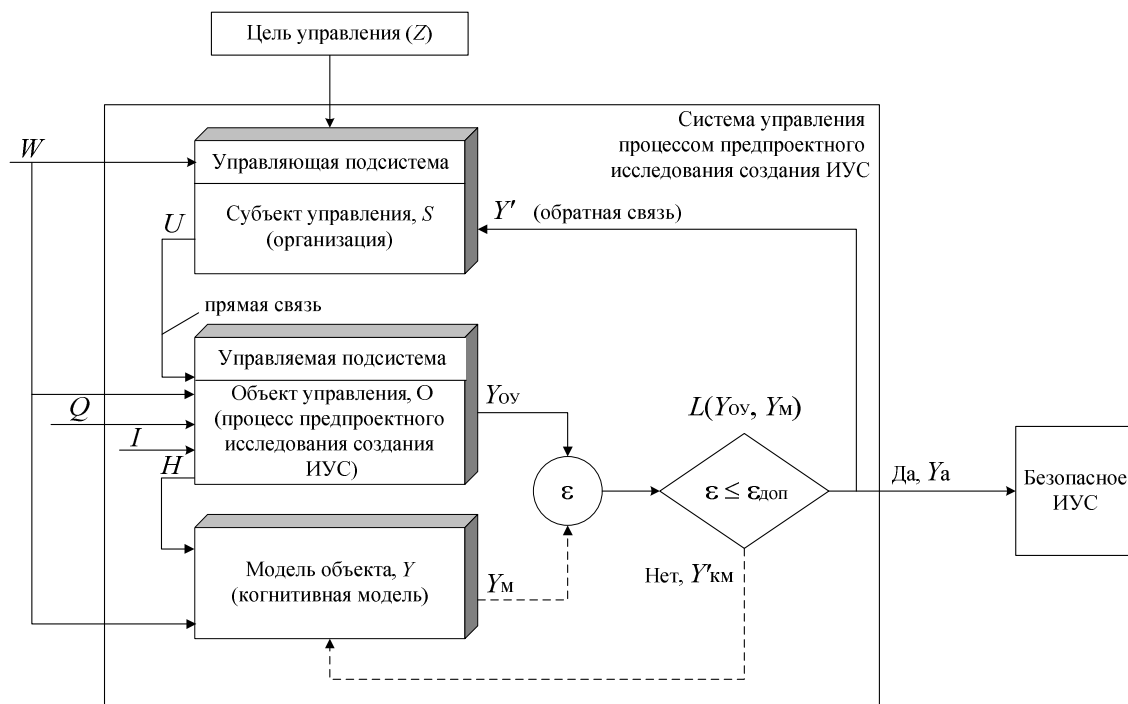 Цель управления (Z)
Система управления
процессом предпроектного
исследования создания ИУС
W
Управляющая подсистема
Субъект управления, S
(организация)
U
Y' (обратная связь)
прямая связь
Управляемая подсистема
Объект управления, О
(процесс предпроектного
исследования создания
ИУС)
Q
I
H
Yоу
L(Yоу, Yм)
ε
ε ≤ εдоп
Да, Yа
Безопасное
ИУС
Модель объекта, Y
(когнитивная модель)
Yм
Нет, Y'км